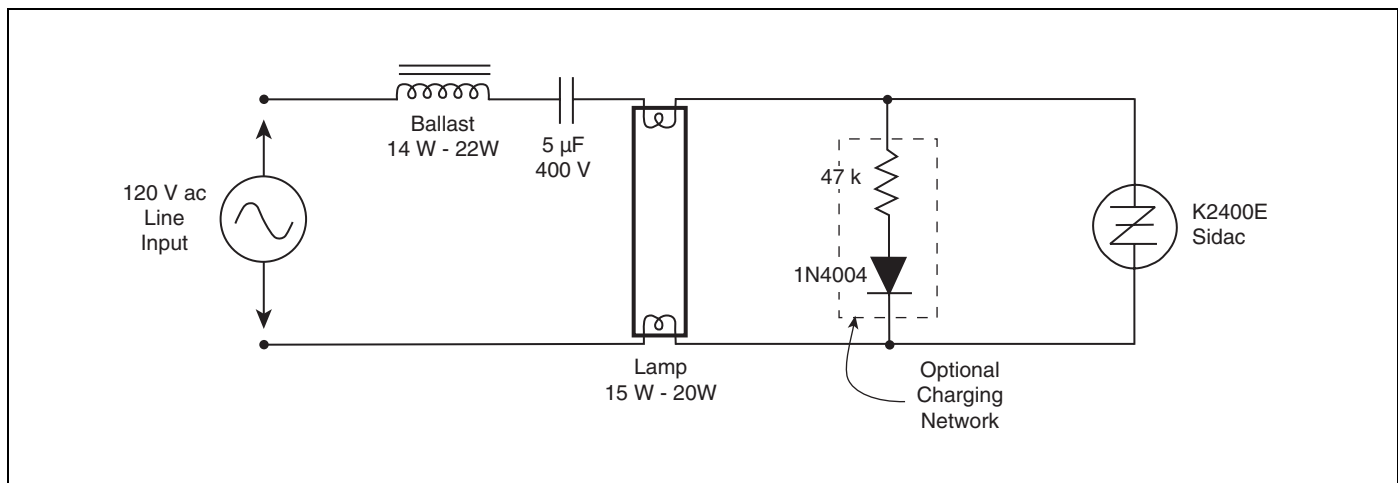 120 V ac
Line
Input
Ballast
14 W - 22W
5 µF
400 V
Lamp
15 W - 20W
47 k
1N4004
Optional
Charging
Network
K2400E
Sidac